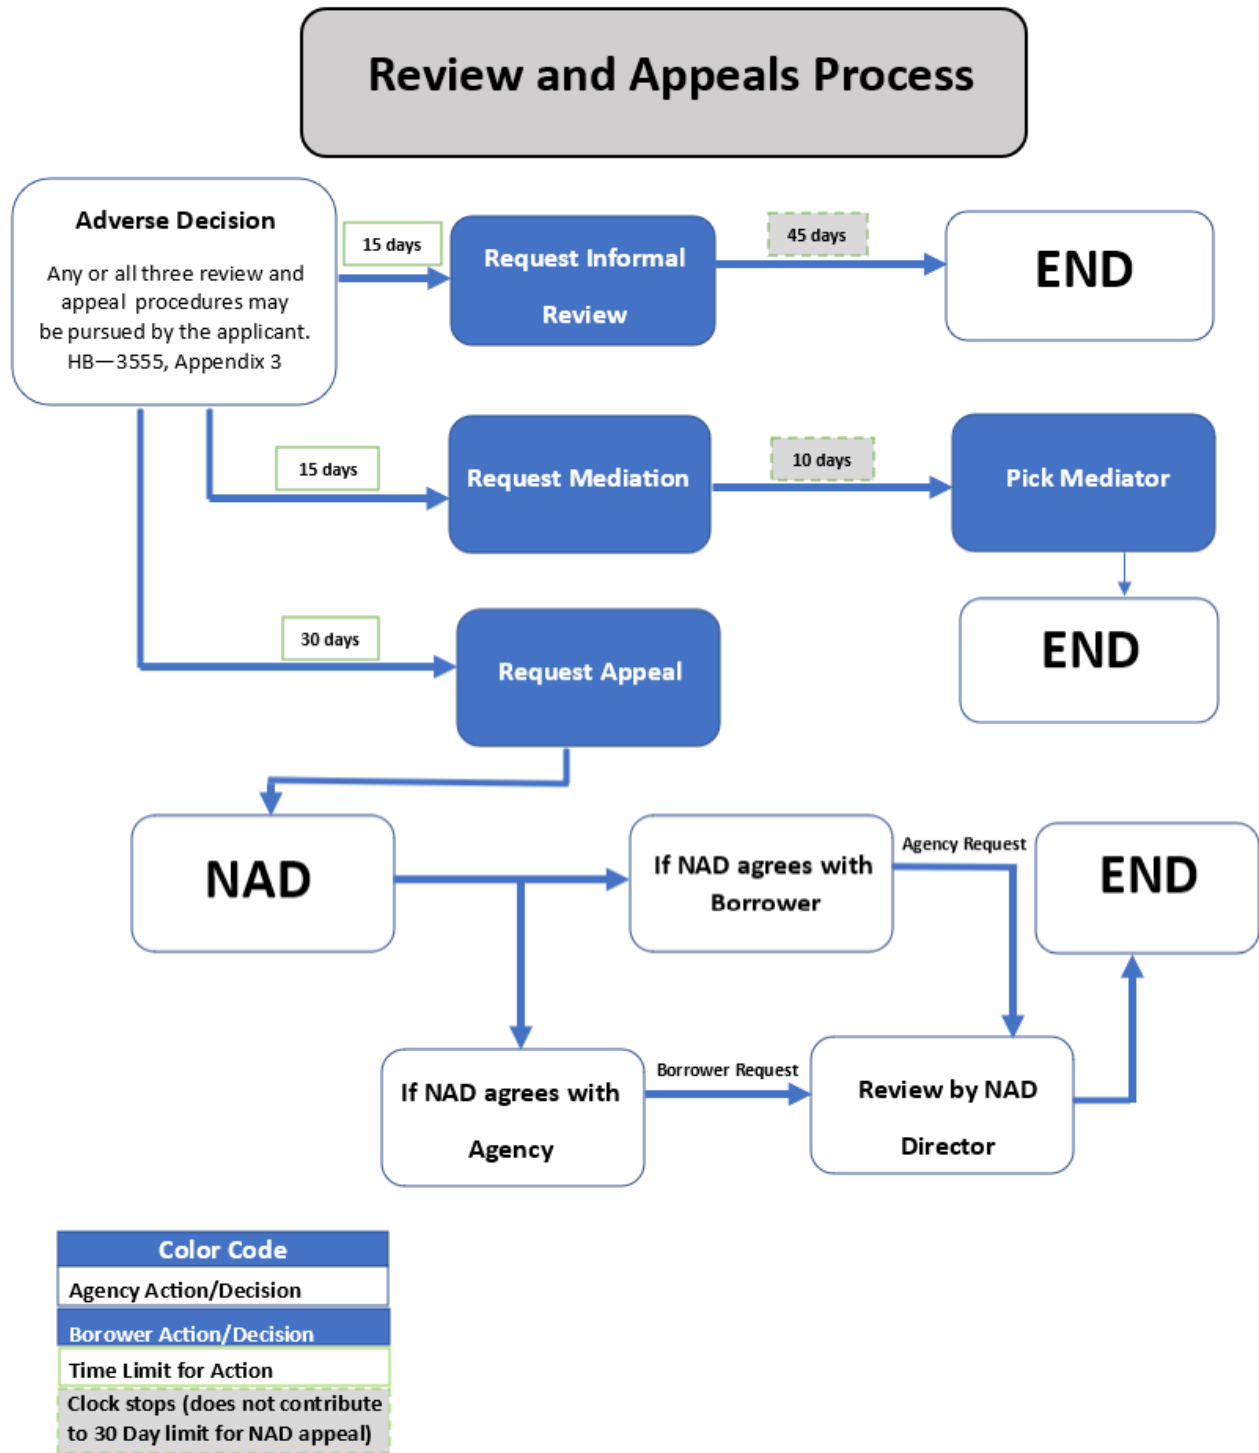 Review and Appeals Process
Adverse Decision
Any or all three review and
appeal procedures may
be pursued by the applicant.
HB—3555, Appendix 3
15 days
Request Informal
Review
45 days
END
15 days
Request Mediation
10 days
Pick Mediator
END
30 days
Request Appeal
NAD
If NAD agrees with
Borrower
Agency Request
END
If NAD agrees with
Agency
Borrower Request
Review by NAD
Director
Color Code
Agency Action/Decision
Borower Action/Decision
Time Limit for Action
Clock stops (does not contribute
to 30 Day limit for NAD appeal)